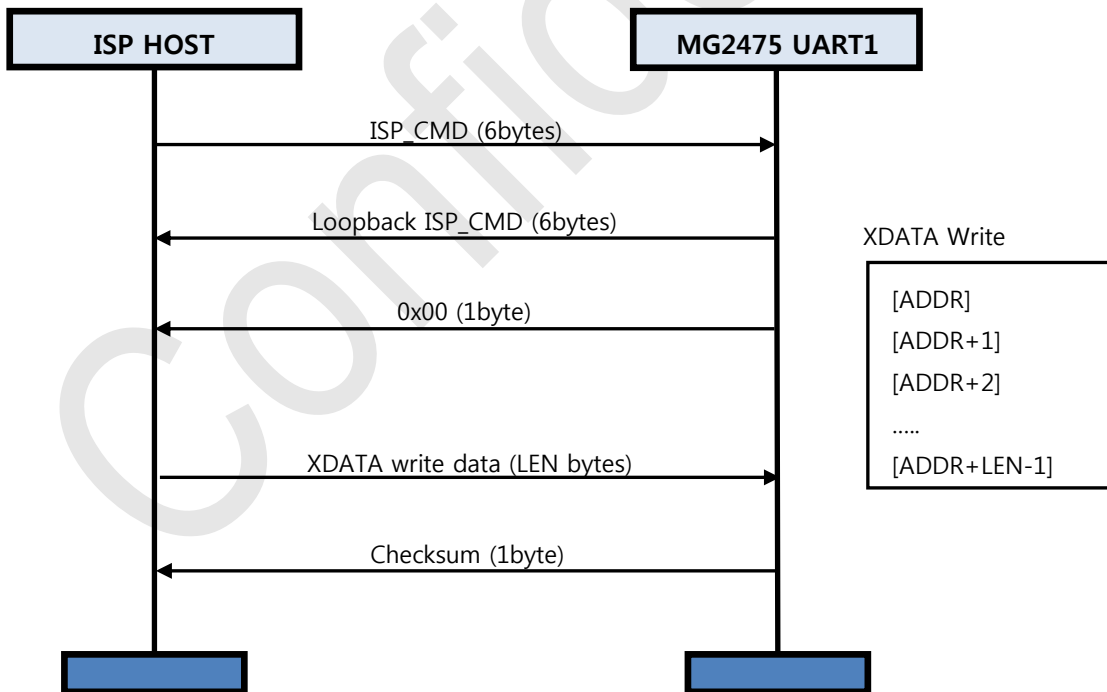 ISP HOST
MG2475 UART1
ISP_CMD (6bytes)
Loopback ISP_CMD (6bytes)
0x00 (1byte)
XDATA write data (LEN bytes)
Checksum (1byte)
XDATA Write
[ADDR]
[ADDR+1]
[ADDR+2]
.....
[ADDR+LEN-1]
Confide